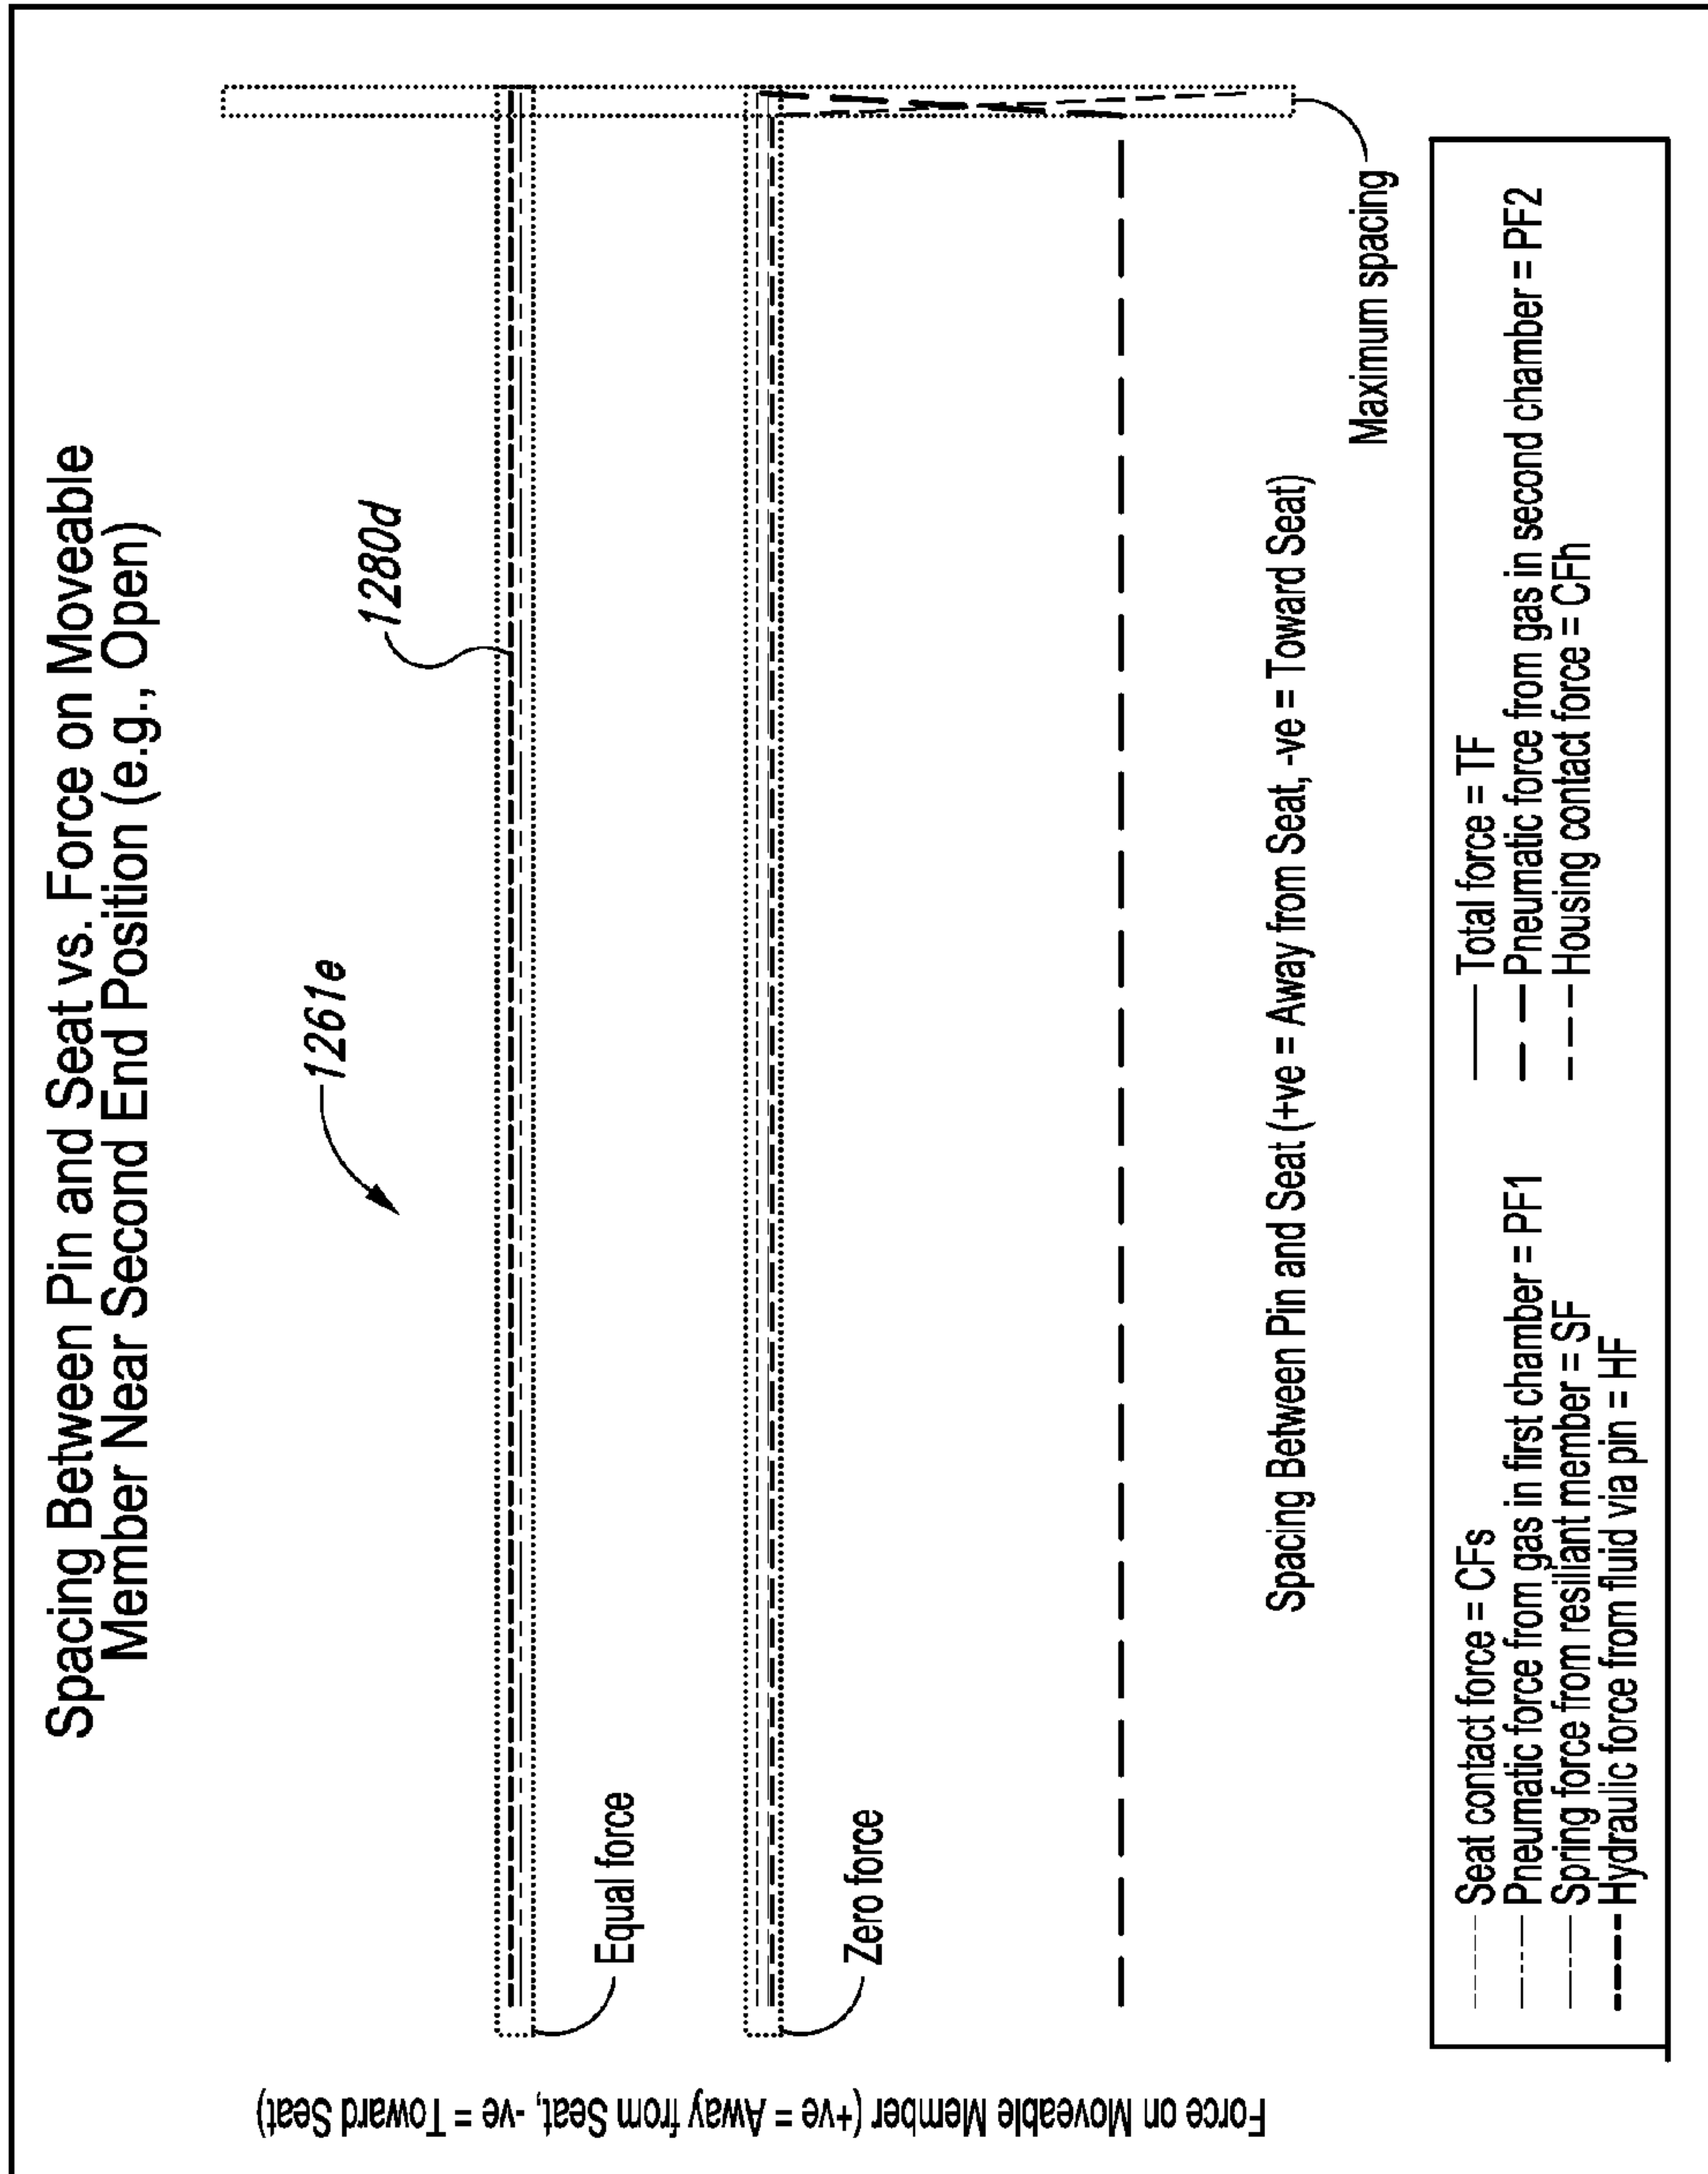 Spacing Between Pin and Seat vs. Force on Moveable
Member Near Second End Position (e.g., Open)
1261e
1280d
Force on Moveable Member (+ve = Away from Seat, -ve = Toward Seat)
Equal force
Zero force
Spacing Between Pin and Seat (+ve = Away from Seat, -ve = Toward Seat)
Maximum spacing
Seat contact force = CFs
Pneumatic force from gas in first chamber = PF1
Spring force from resiliant member = SF
Hydraulic force from fluid via pin = HF
Total force = TF
Pneumatic force from gas in second chamber = PF2
Housing contact force = CFh